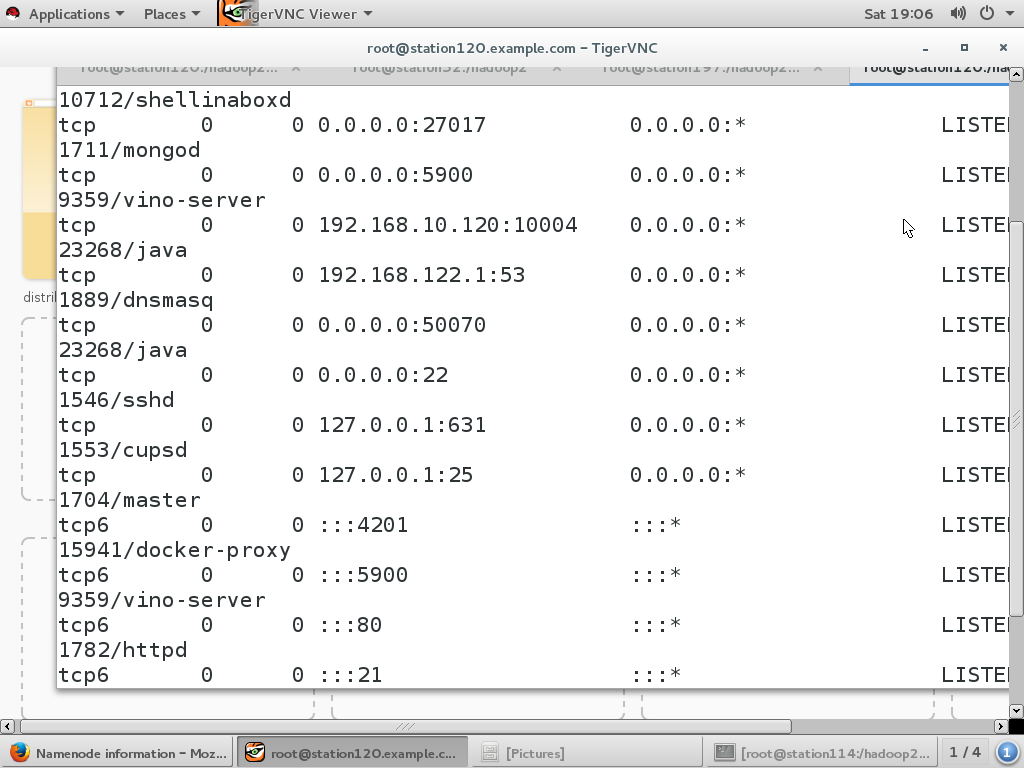 Applications Places TigerVNC Viewer Sat 19:06
root@station120.example.com – TigerVNC
root@station120:/hadoop2... root@station52:/hadoop2 root@station197:/hadoop2... root@station120:/ha
10712/shellinaboxd
tcp 0 0 0.0.0.0:27017 0.0.0.0:* LISTE
1711/mongod
tcp 0 0 0.0.0.0:5900 0.0.0.0:* LISTE
9359/vino-server
tcp 0 0 192.168.10.120:10004 0.0.0.0:* LISTE
23268/java
tcp 0 0 192.168.122.1:53 0.0.0.0:* LISTE
distri
1889/dnsmasq
tcp 0 0 0.0.0.0:50070 0.0.0.0:* LISTE
23268/java
tcp 0 0 0.0.0.0:22 0.0.0.0:* LISTE
1546/sshd
tcp 0 0 127.0.0.1:631 0.0.0.0:* LISTE
1553/cupsd
tcp 0 0 127.0.0.1:25 0.0.0.0:* LISTE
1704/master
tcp6 0 0 :::4201 :::* LISTE
15941/docker-proxy
tcp6 0 0 :::5900 :::* LISTE
9359/vino-server
tcp6 0 0 :::80 :::* LISTE
1782/httpd
tcp6 0 0 :::21 :::* LISTE
Namenode information – Moz... root@station120.example.c... [Pictures] [root@station114:/hadoop2... 1 / 4 1